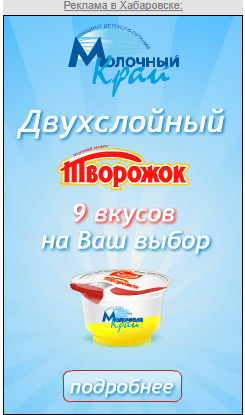 Реклама в Хабаровске:
Молочный
Край
Двухслойный
Творожок
9 вкусов
на Ваш выбор
Молочный
Край
подробнее